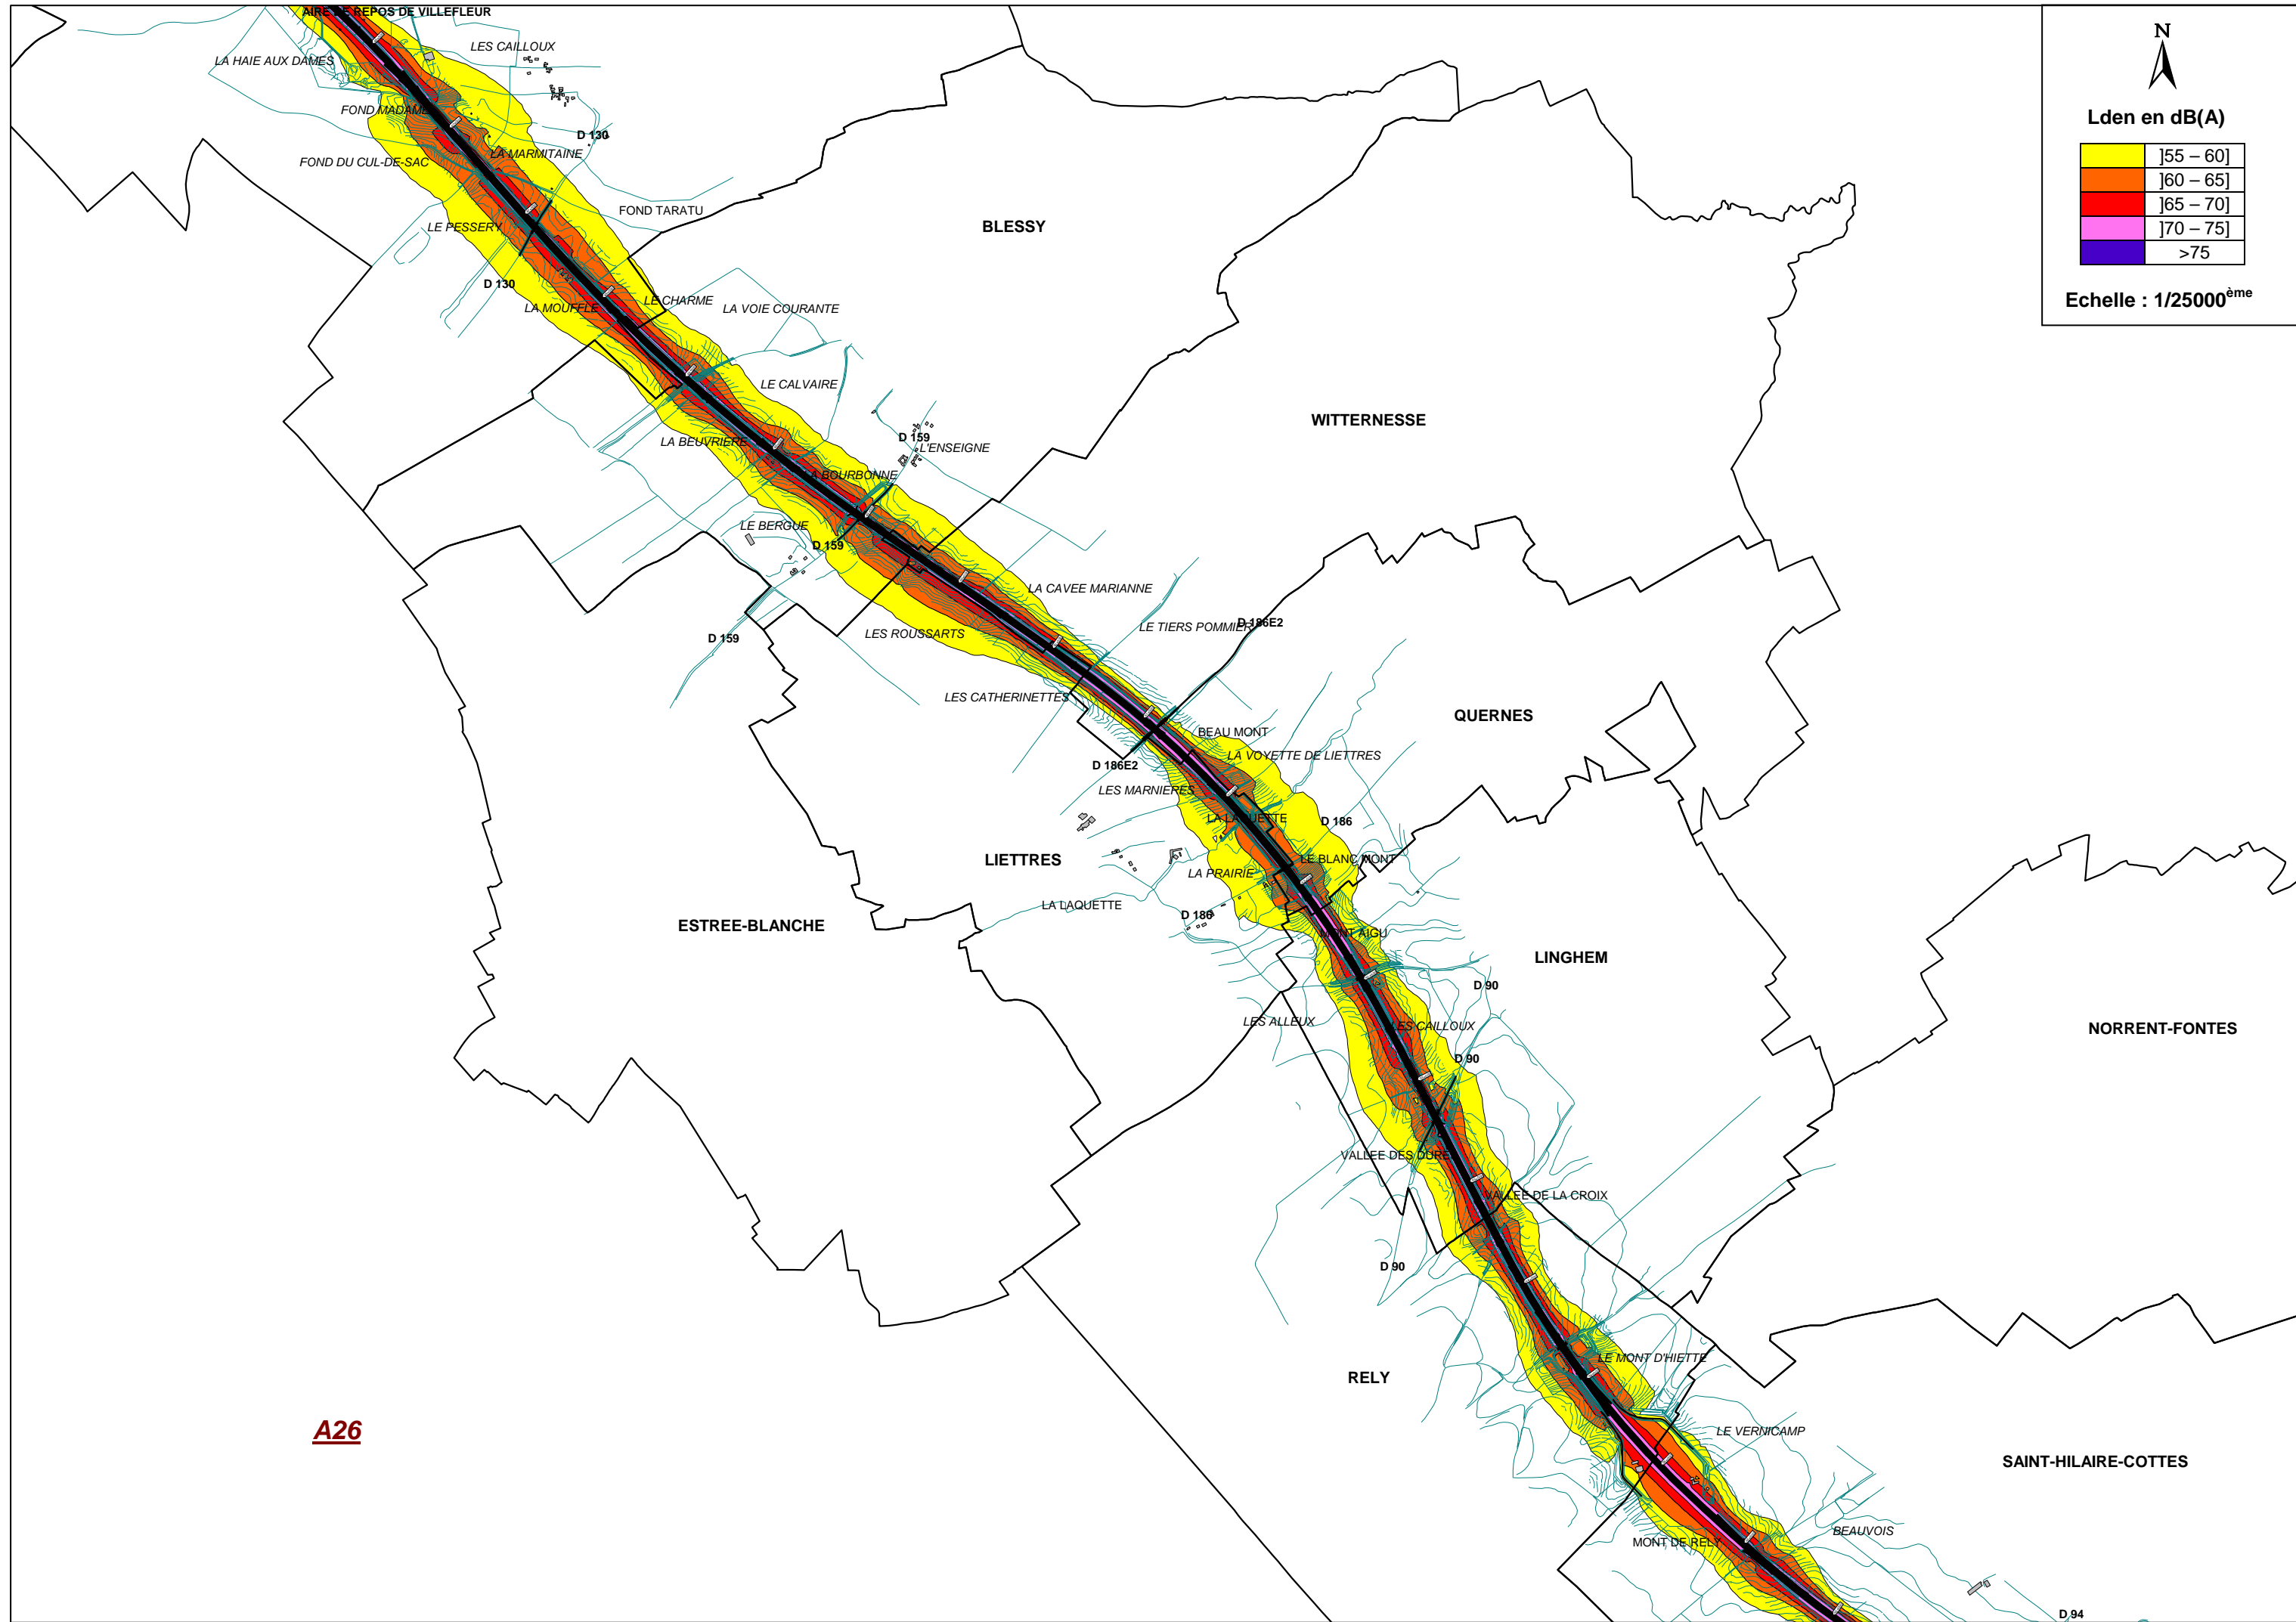 AIRE DE REPOS DE VILLEFLEUR
LES CAILLOUX
LA HAIE AUX DAMES
FOND MADAME
D 130
LA MARMITAINE
FOND DU CUL-DE-SAC
FOND TARATU
LE PESSERY
BLESSY
D 130
LE CHARME
LA MOUFFLE
LA VOIE COURANTE
LE CALVAIRE
WITTERNESSE
D 159
LA BEUVRIERE
L'ENSEIGNE
LA BOURBONNE
LE BERGUE
D 159
LA CAVEE MARIANNE
LE TIERS POMMIER
D 186E2
LES ROUSSARTS
D 159
LES CATHERINETTES
QUERNES
BEAU MONT
LA VOYETTE DE LIETTRES
D 186E2
LES MARNIERES
LA LAQUETTE
D 186
LIETTRES
LE BLANC MONT
LA PRAIRIE
LA LAQUETTE
D 186
ESTREE-BLANCHE
MONT AIGU
LINGHEM
D 90
LES ALLEUX
LES CAILLOUX
NORRENT-FONTES
D 90
VALLEE DES DURES
VALLEE DE LA CROIX
D 90
LE MONT D'HIETTE
RELY
A26
LE VERNICAMP
SAINT-HILAIRE-COTTES
BEAUVOIS
MONT DE RELY
D 94
N
Lden en dB(A)
]55 – 60]
]60 – 65]
]65 – 70]
]70 – 75]
>75
Echelle : 1/25000ème